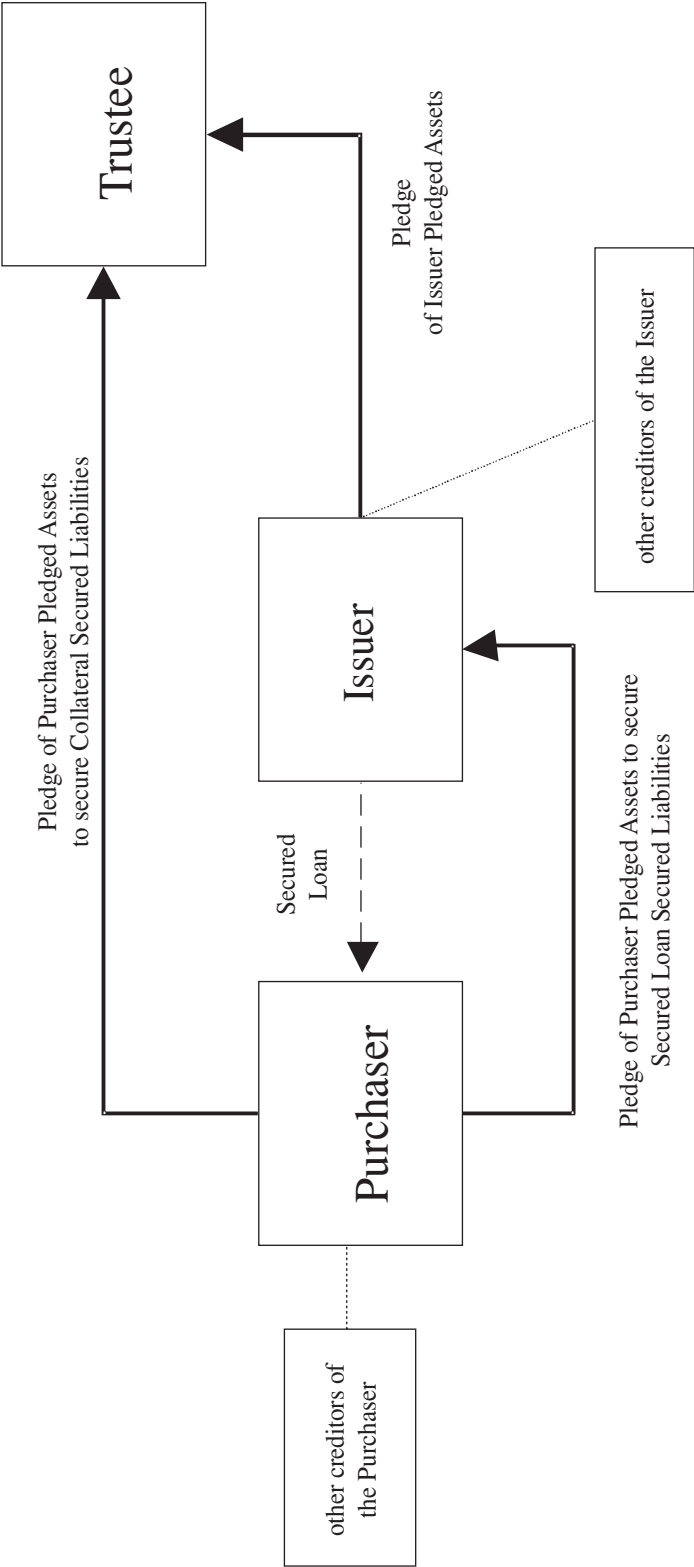 Pledge of Purchaser Pledged Assets
to secure Collateral Secured Liabilities
Trustee
other creditors of
the Purchaser
Purchaser
Secured
Loan
Issuer
Pledge
of Issuer Pledged Assets
Pledge of Purchaser Pledged Assets to secure
Secured Loan Secured Liabilities
other creditors of the Issuer